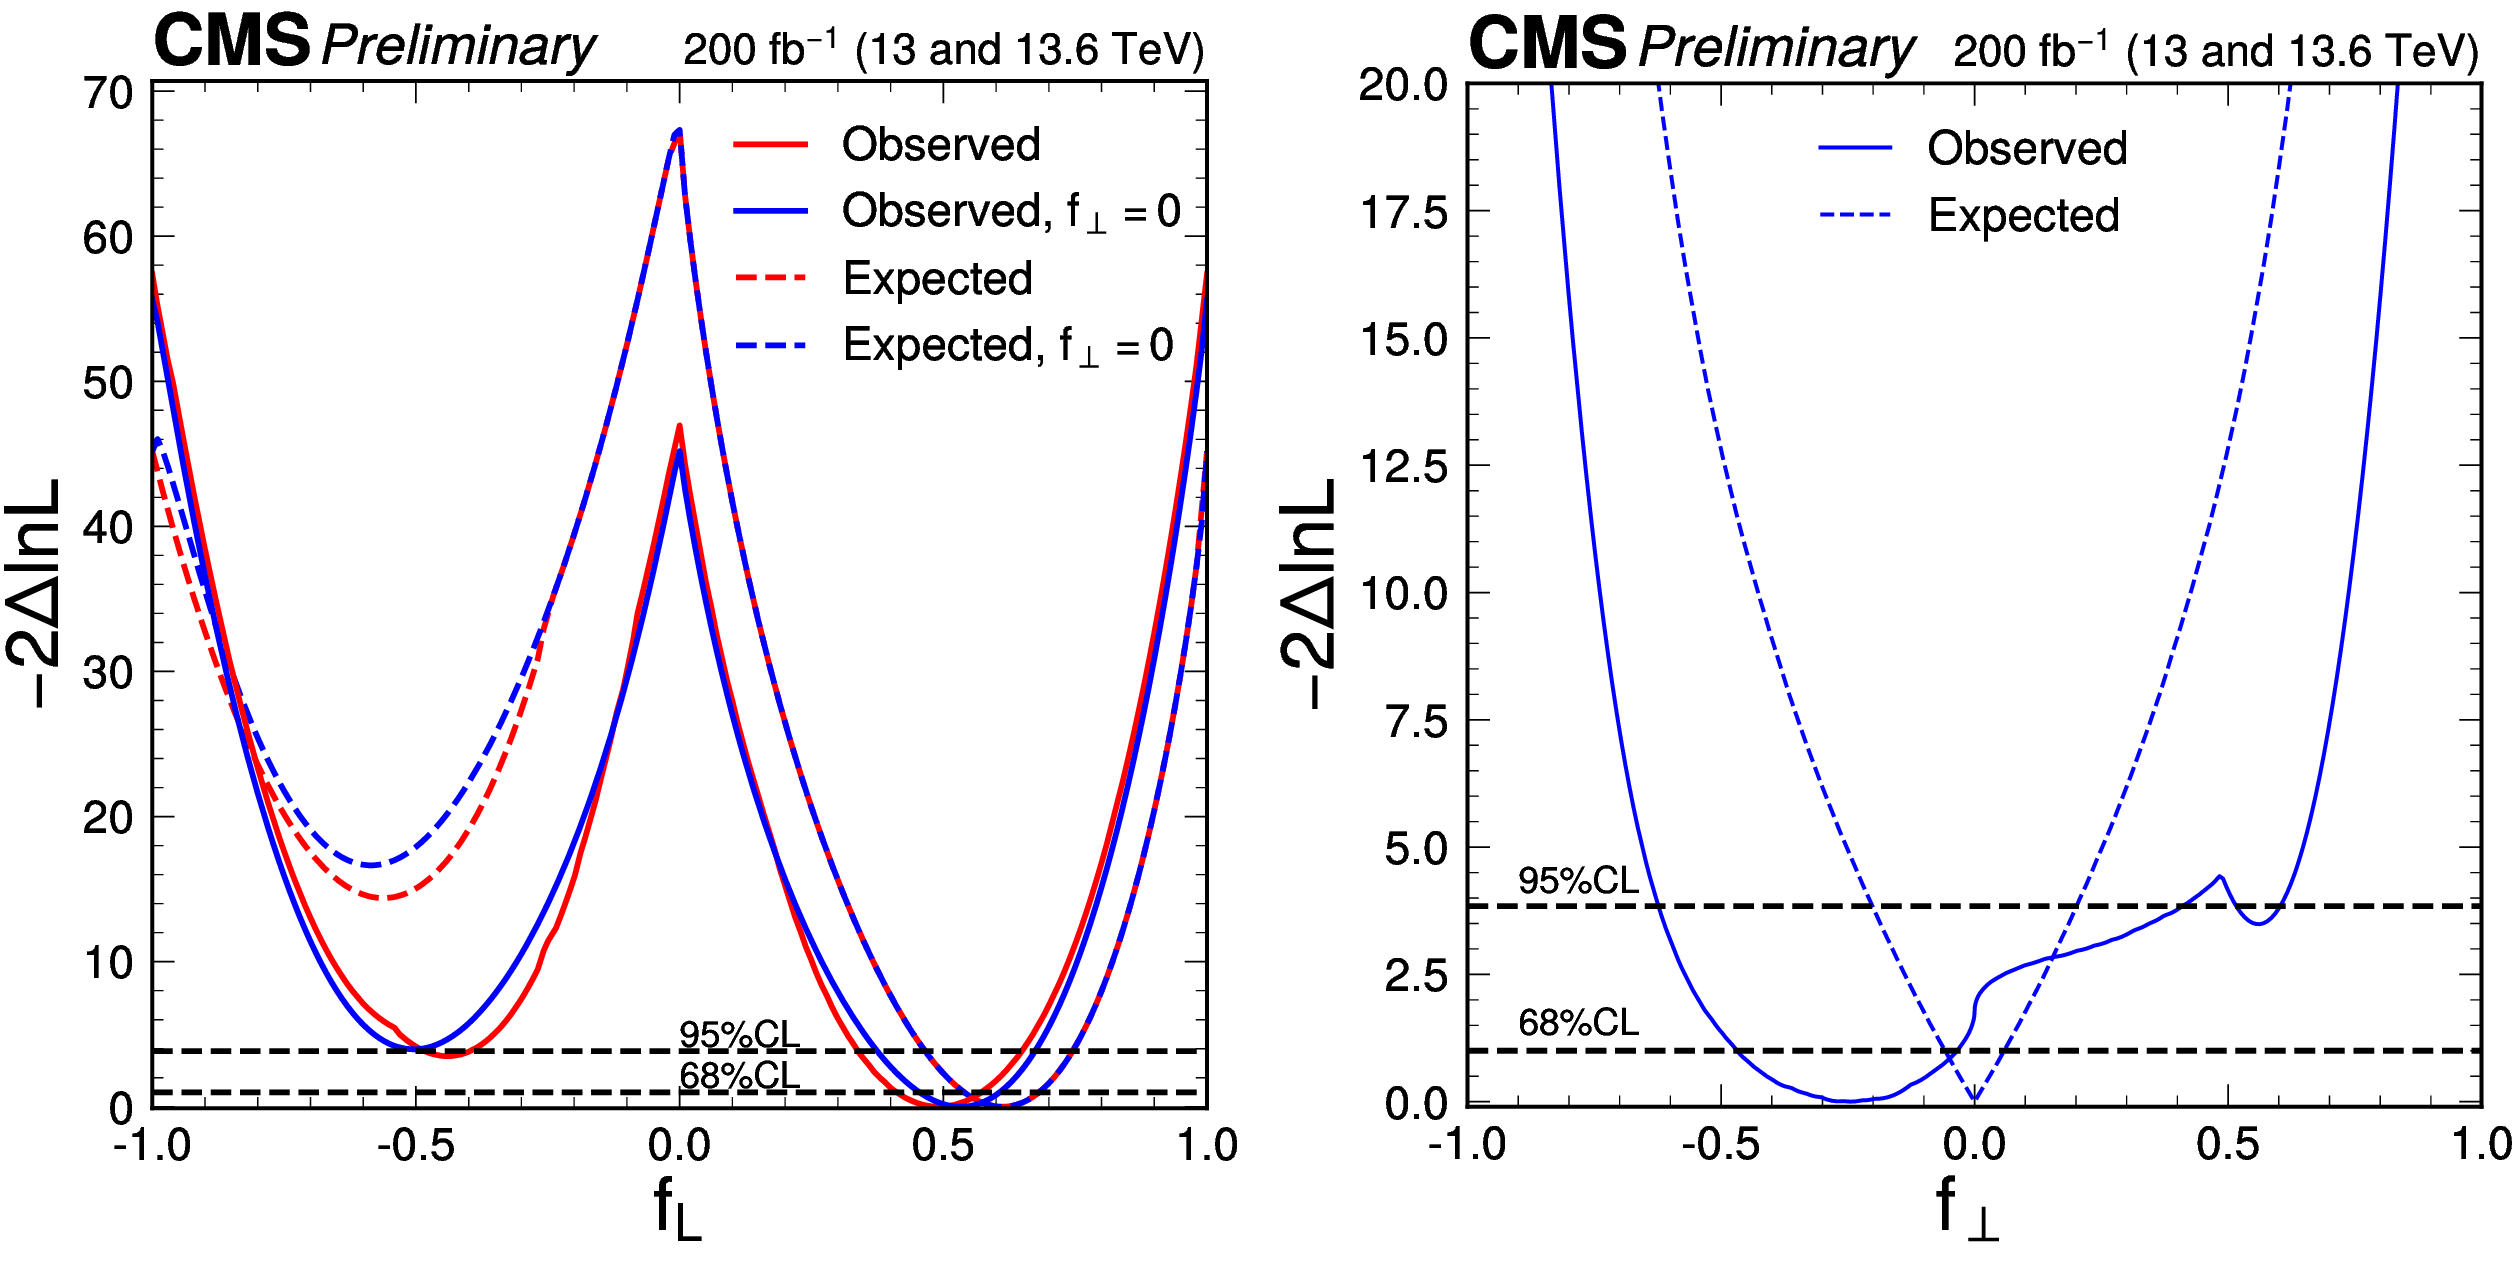 CMS Preliminary 200 fb⁻¹ (13 and 13.6 TeV)
70
60
50
40
30
20
10
0
−2ΔlnL
Observed
Observed, f⊥ = 0
Expected
Expected, f⊥ = 0
95%CL
68%CL
-1.0 -0.5 0.0 0.5 1.0
fL
CMS Preliminary 200 fb⁻¹ (13 and 13.6 TeV)
20.0
17.5
15.0
12.5
10.0
7.5
5.0
2.5
0.0
−2ΔlnL
Observed
Expected
95%CL
68%CL
-1.0 -0.5 0.0 0.5 1.0
f⊥